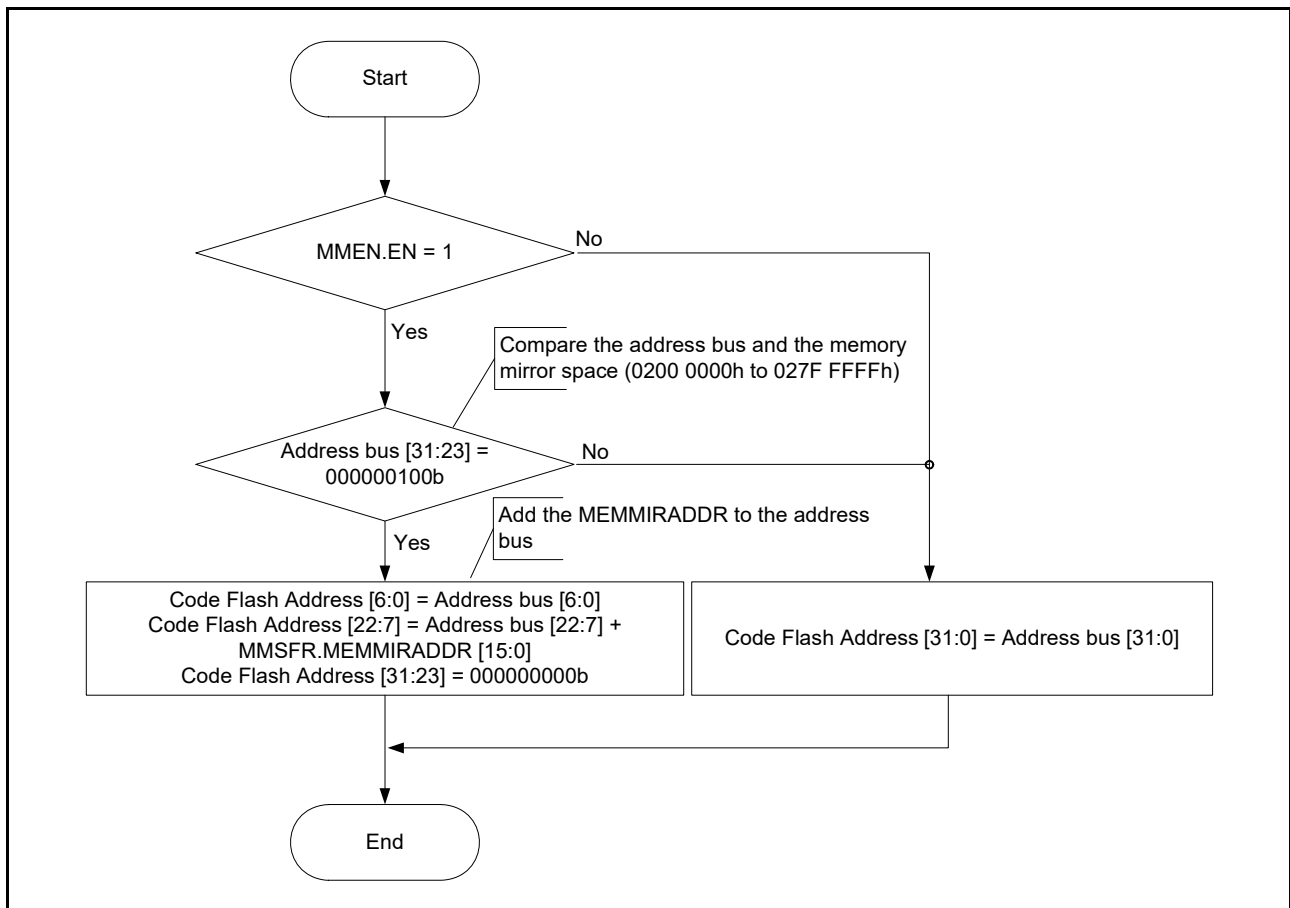 Start
MMEN.EN = 1
No
Yes
Compare the address bus and the memory
mirror space (0200 0000h to 027F FFFFh)
Address bus [31:23] =
000000100b
No
Yes
Add the MEMMIRADDR to the address
bus
Code Flash Address [6:0] = Address bus [6:0]
Code Flash Address [22:7] = Address bus [22:7] +
MMSFR.MEMMIRADDR [15:0]
Code Flash Address [31:23] = 000000000b
Code Flash Address [31:0] = Address bus [31:0]
End